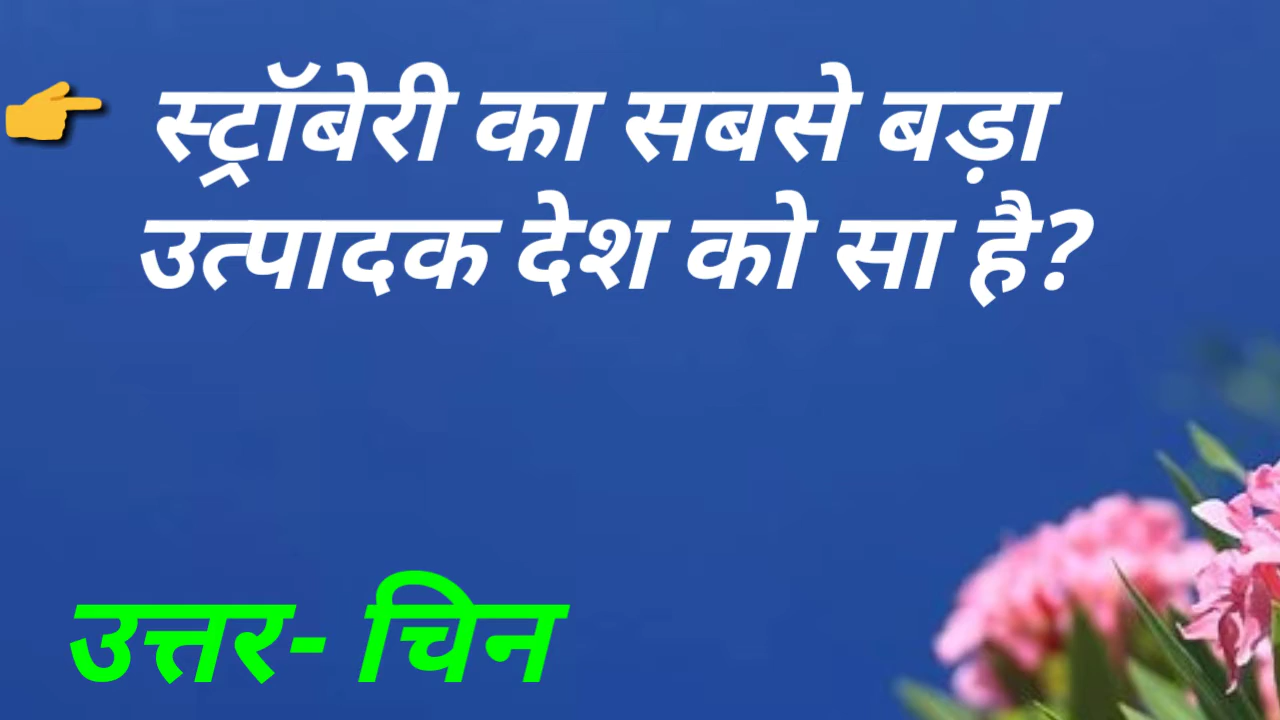 👉 स्ट्रॉबेरी का सबसे बड़ा
उत्पादक देश को सा है?
उत्तर- चिन